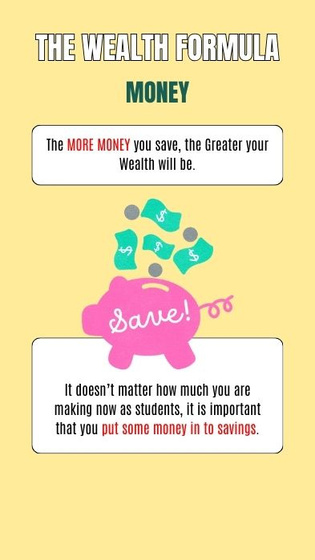 THE WEALTH FORMULA
MONEY
The MORE MONEY you save, the Greater your
Wealth will be.
$
$
$
$
Save!
It doesn't matter how much you are
making now as students, it is important
that you put some money in to savings.